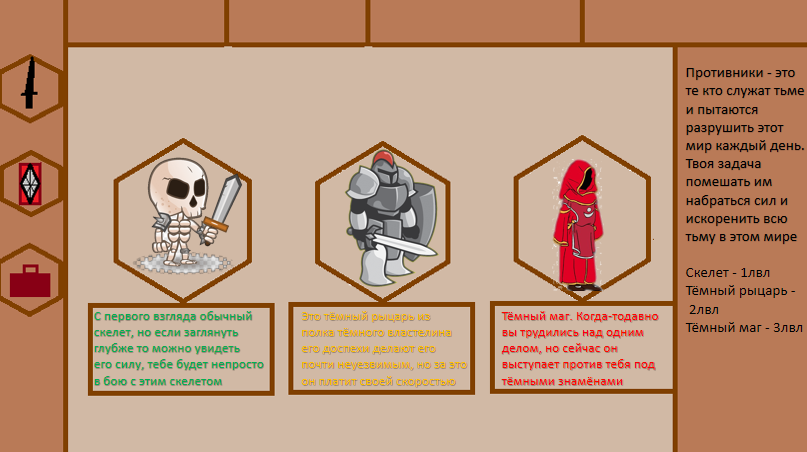 С первого взгляда обычный
скелет, но если заглянуть
глубже то можно увидеть
его силу, тебе будет непросто
в бою с этим скелетом
Это тёмный рыцарь из
полка тёмного властелина
его доспехи делают его
почти неуезвимым, но за это
он платит своей скоростью
Тёмный маг. Когда-тодавно
вы трудились над одним
делом, но сейчас он
выступает против тебя под
тёмными знамёнами
Противники - это
те кто служат тьме
и пытаются
разрушить этот
мир каждый день.
Твоя задача
помешать им
набраться сил и
искоренить всю
тьму в этом мире
Скелет - 1лвл
Тёмный рыцарь -
2лвл
Тёмный маг - 3лвл